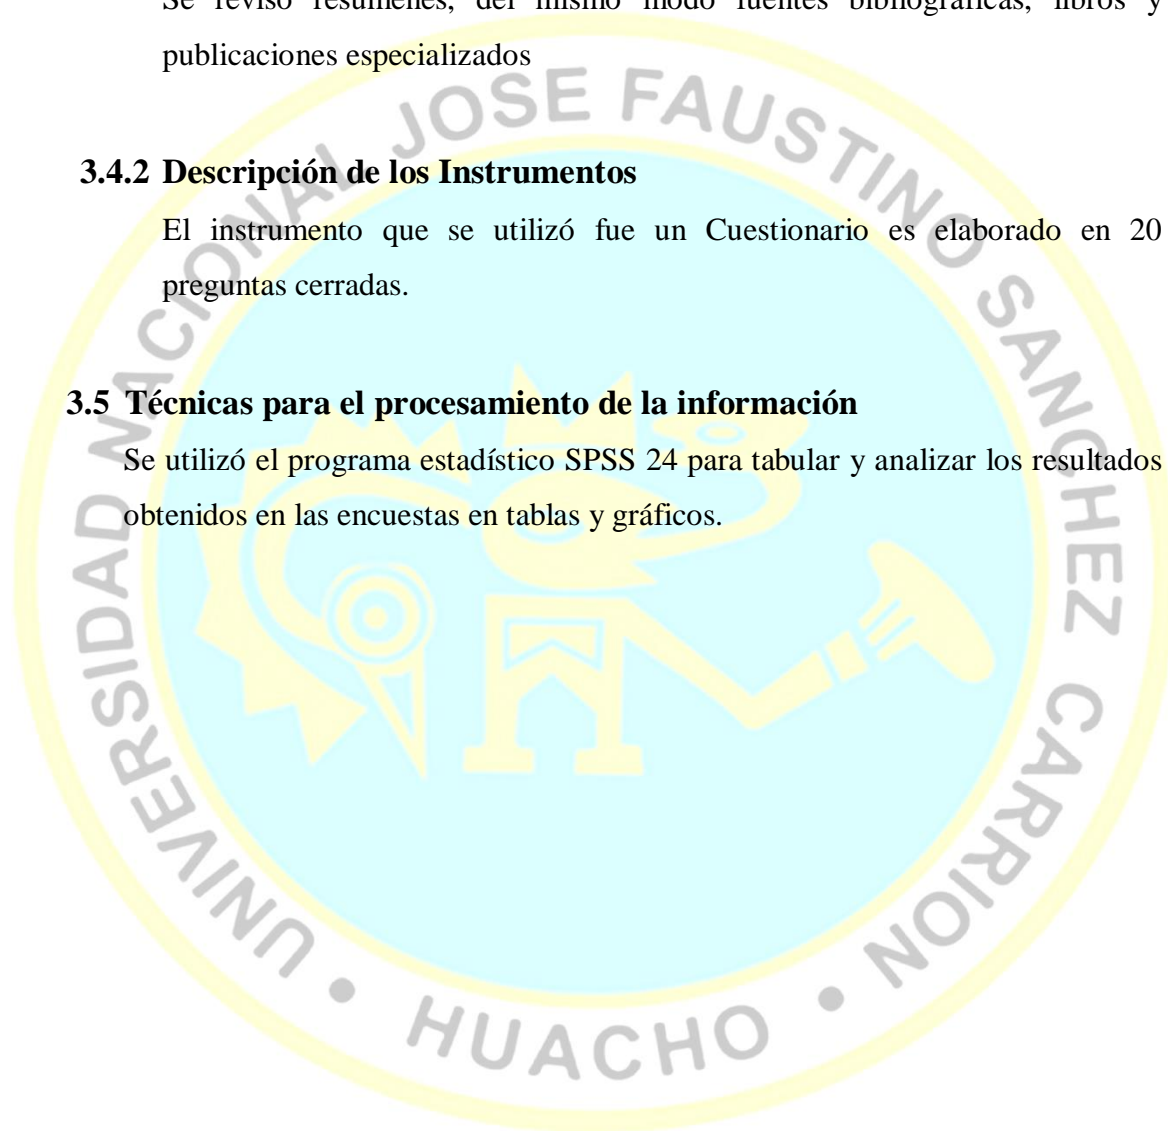 Se revisó resúmenes, del mismo modo fuentes bibliográficas, libros y
publicaciones especializados
3.4.2 Descripción de los Instrumentos
El instrumento que se utilizó fue un Cuestionario es elaborado en 20
preguntas cerradas.
3.5 Técnicas para el procesamiento de la información
Se utilizó el programa estadístico SPSS 24 para tabular y analizar los resultados
obtenidos en las encuestas en tablas y gráficos.
UNIVERSIDAD NACIONAL JOSE FAUSTINO SANCHEZ CARRION • HUACHO •